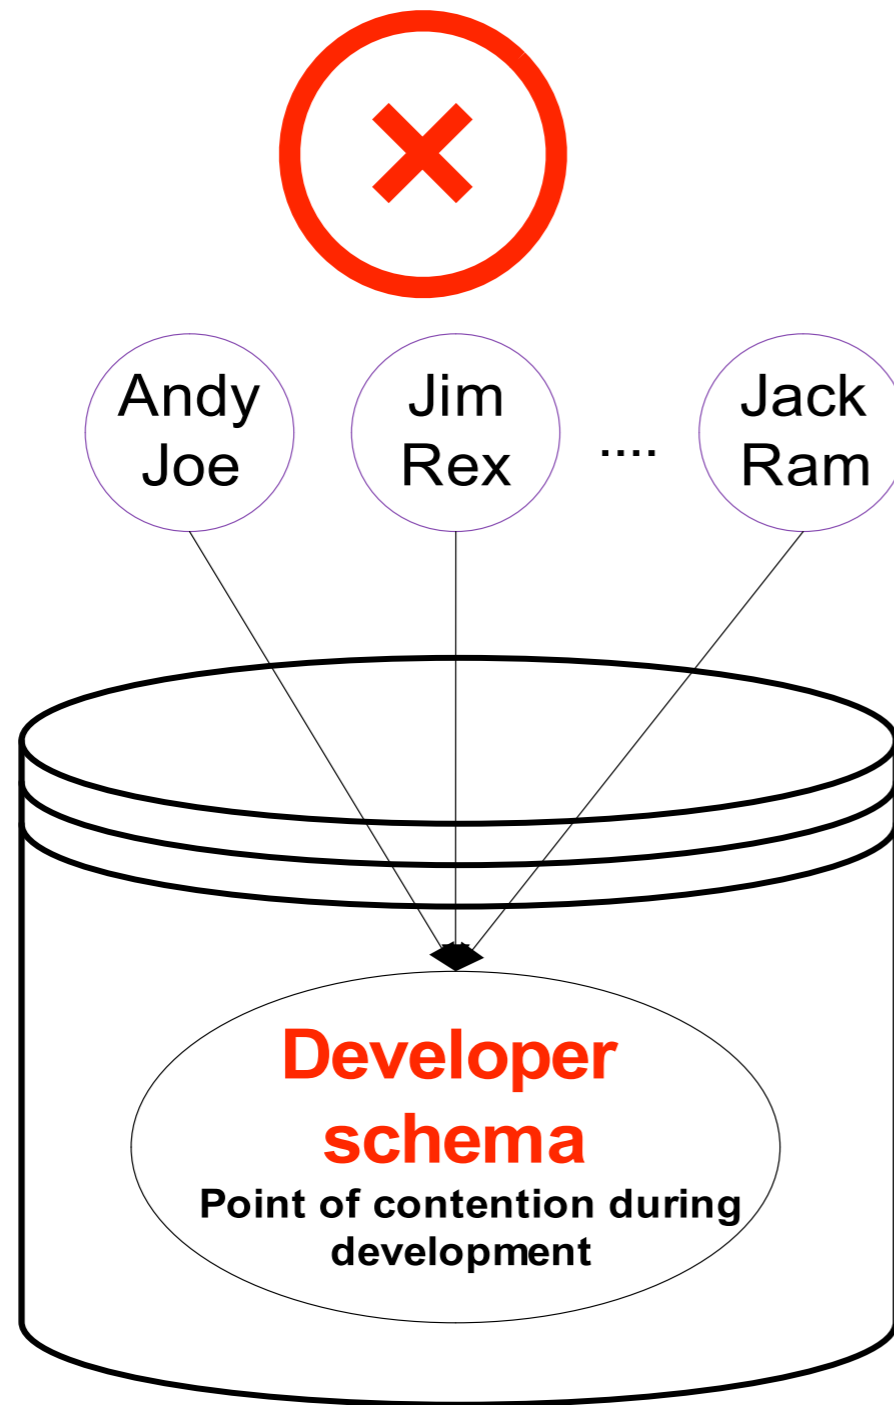 Andy
Joe
Jim
Rex
....
Jack
Ram
Developer
schema
Point of contention during
development